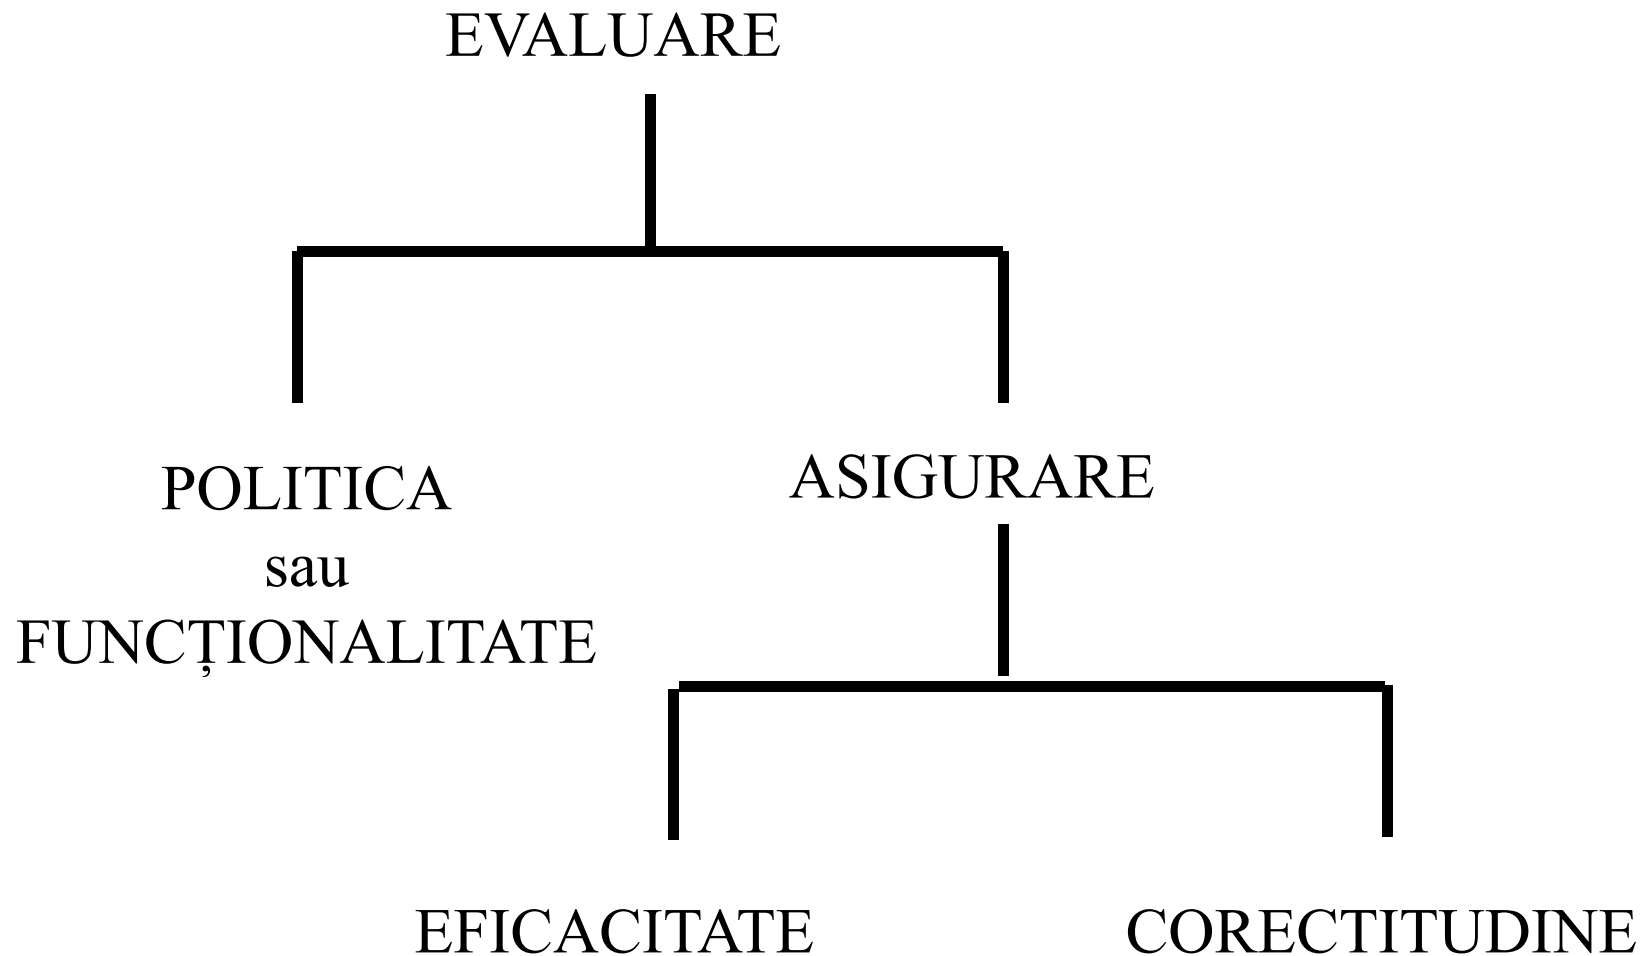 EVALUARE
POLITICA
sau
FUNCȚIONALITATE
ASIGURARE
EFICACITATE
CORECTITUDINE